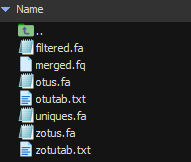 Name
..
filtered.fa
merged.fq
otus.fa
otutab.txt
uniques.fa
zotus.fa
zotutab.txt